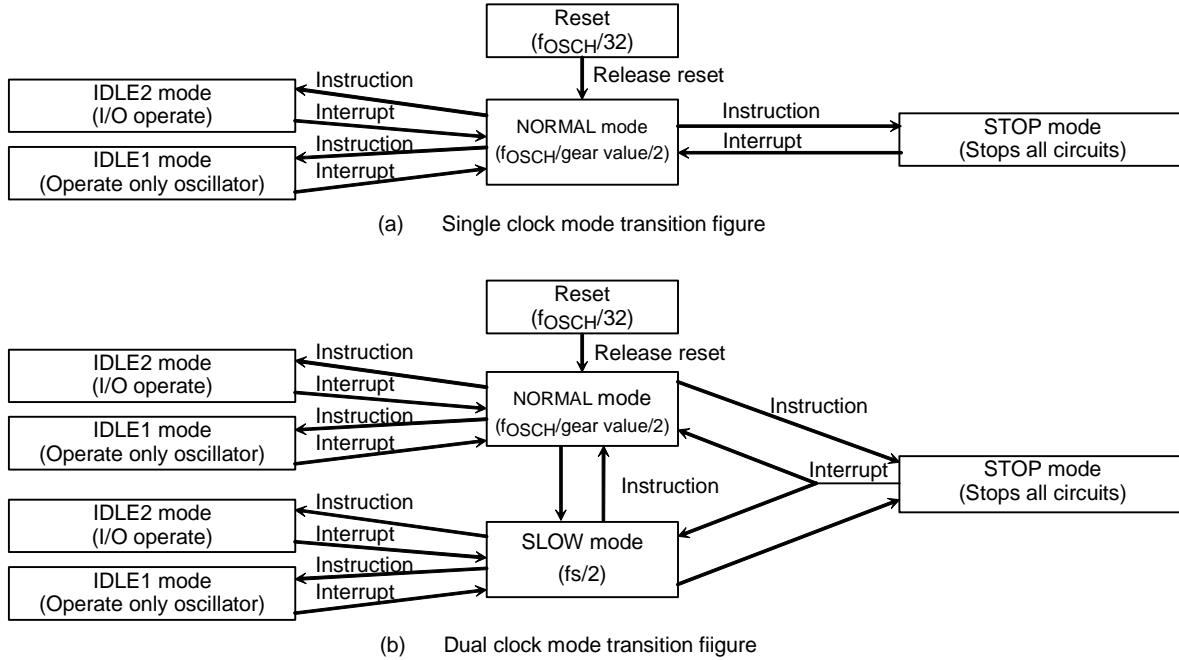 Reset
(fOSCH/32)
Release reset
Instruction
IDLE2 mode
(I/O operate)
Interrupt
Instruction
IDLE1 mode
(Operate only oscillator)
Interrupt
NORMAL mode
(fOSCH/gear value/2)
Instruction
Interrupt
STOP mode
(Stops all circuits)
(a) Single clock mode transition figure
Reset
(fOSCH/32)
Release reset
Instruction
IDLE2 mode
(I/O operate)
Interrupt
Instruction
IDLE1 mode
(Operate only oscillator)
Interrupt
NORMAL mode
(fOSCH/gear value/2)
Instruction
Interrupt
STOP mode
(Stops all circuits)
Instruction
Instruction
IDLE2 mode
(I/O operate)
Interrupt
Instruction
IDLE1 mode
(Operate only oscillator)
Interrupt
SLOW mode
(fs/2)
(b) Dual clock mode transition fiigure